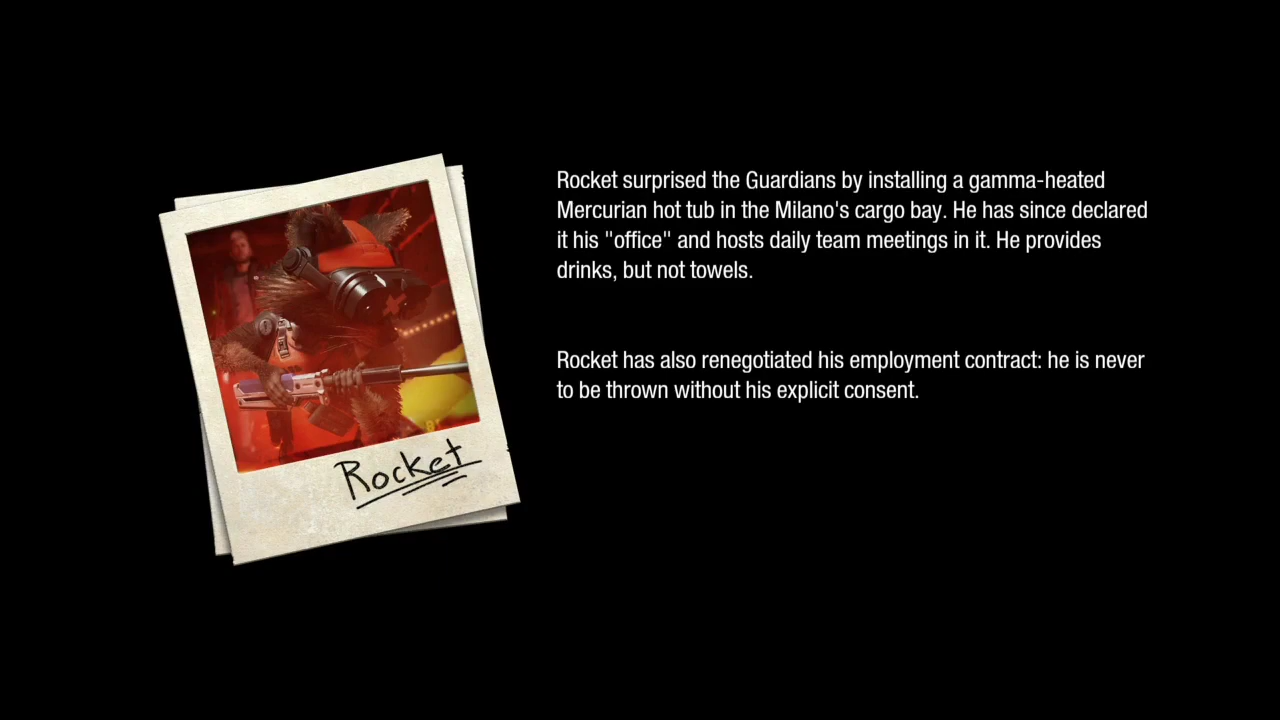 Rocket surprised the Guardians by installing a gamma-heated
Mercurian hot tub in the Milano's cargo bay. He has since declared
it his "office" and hosts daily team meetings in it. He provides
drinks, but not towels.
Rocket has also renegotiated his employment contract: he is never
to be thrown without his explicit consent.
Rocket